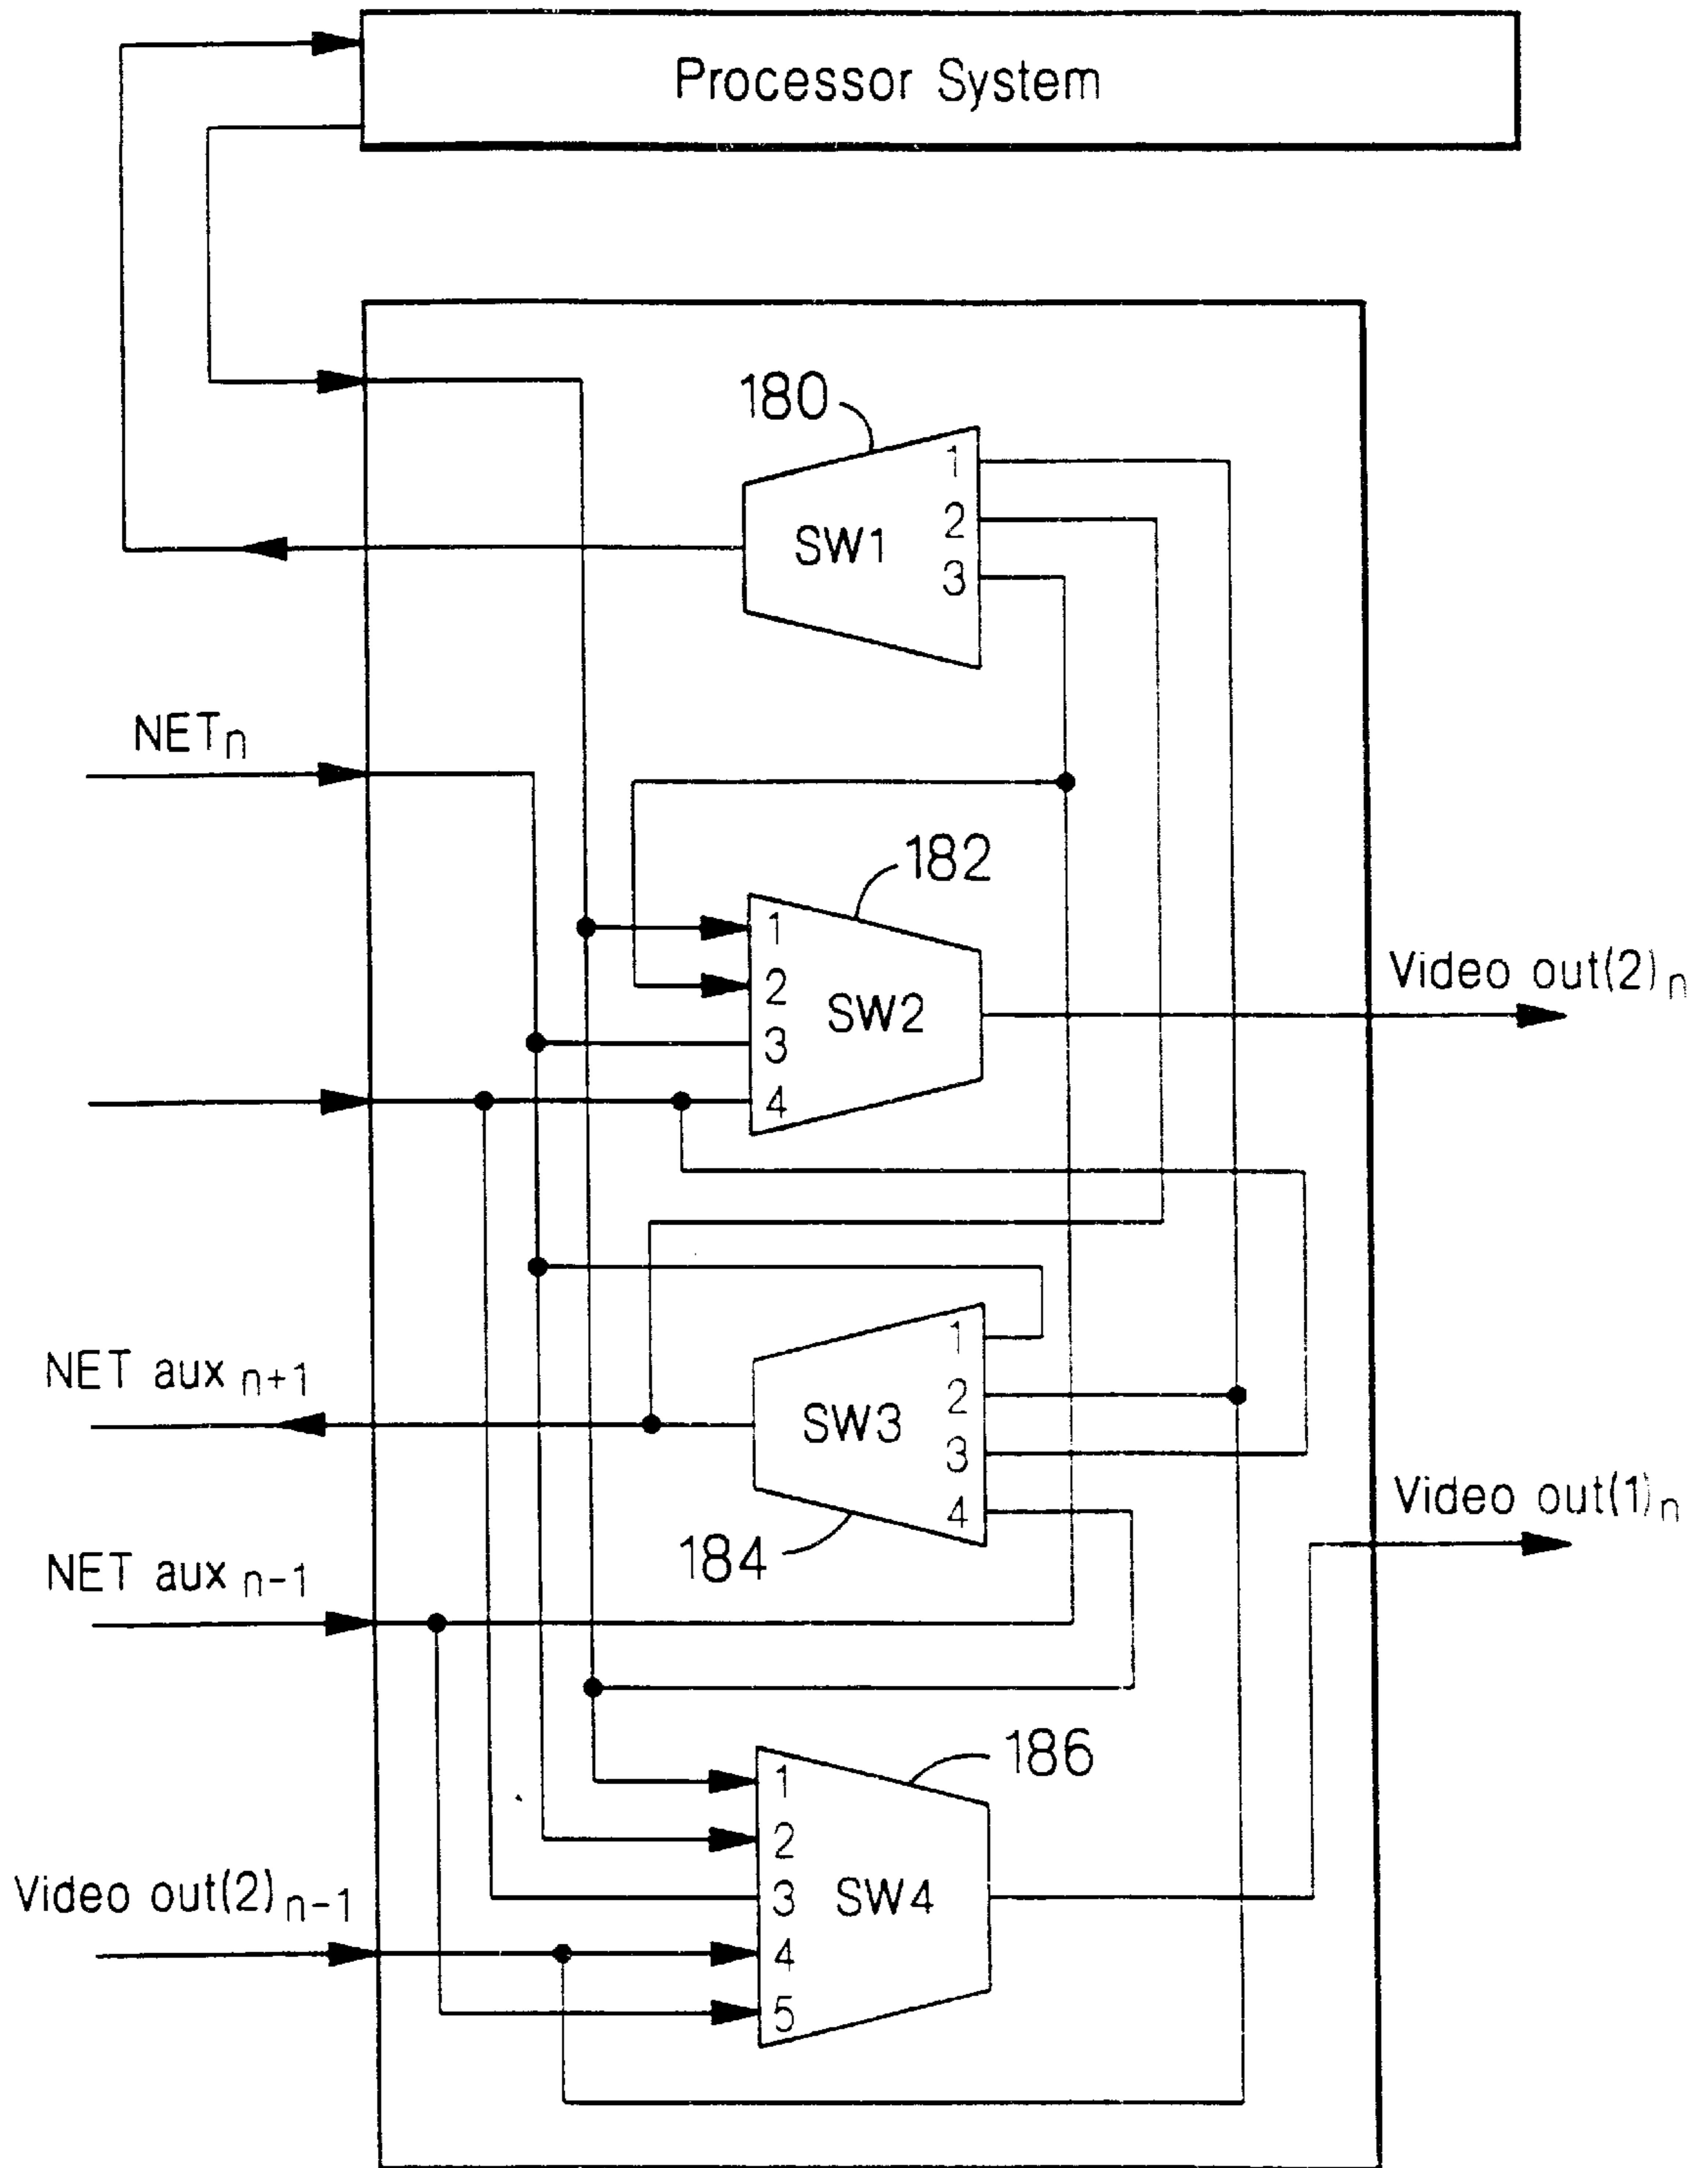 Processor System
180
1
2
3
SW1
NETn
182
1
2
3
4
SW2
Video out(2)n
NET aux n+1
1
2
3
4
SW3
184
Video out(1)n
NET aux n-1
186
1
2
3
4
5
SW4
Video out(2)n-1